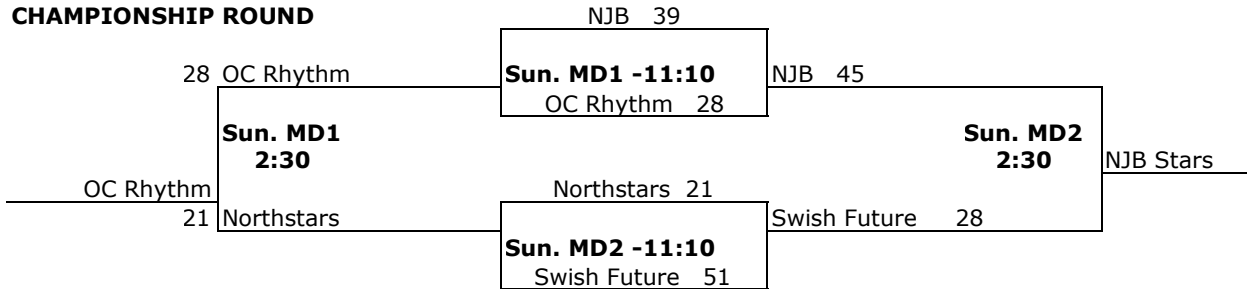 CHAMPIONSHIP ROUND
NJB 39
28 OC Rhythm
Sun. MD1 -11:10
NJB 45
OC Rhythm 28
Sun. MD1
2:30
Sun. MD2
2:30
NJB Stars
OC Rhythm
Northstars 21
21 Northstars
Swish Future 28
Sun. MD2 -11:10
Swish Future 51